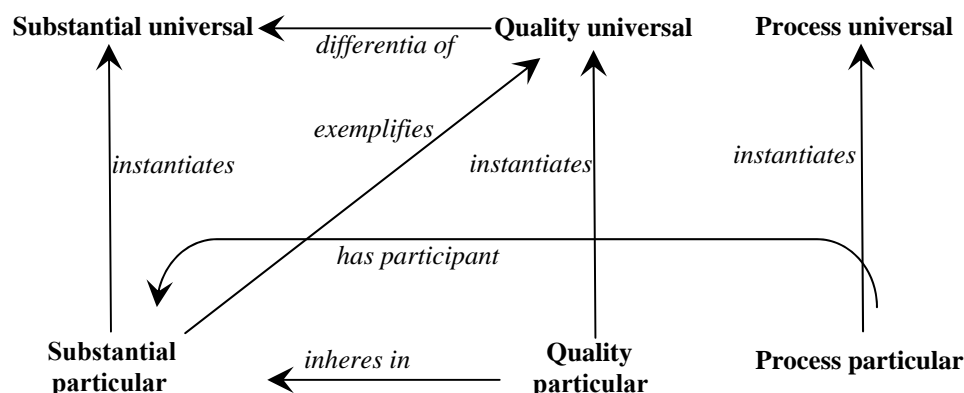 Substantial universal
differentia of
Quality universal
Process universal
exemplifies
instantiates
instantiates
instantiates
has participant
Substantial
particular
inheres in
Quality
particular
Process particular